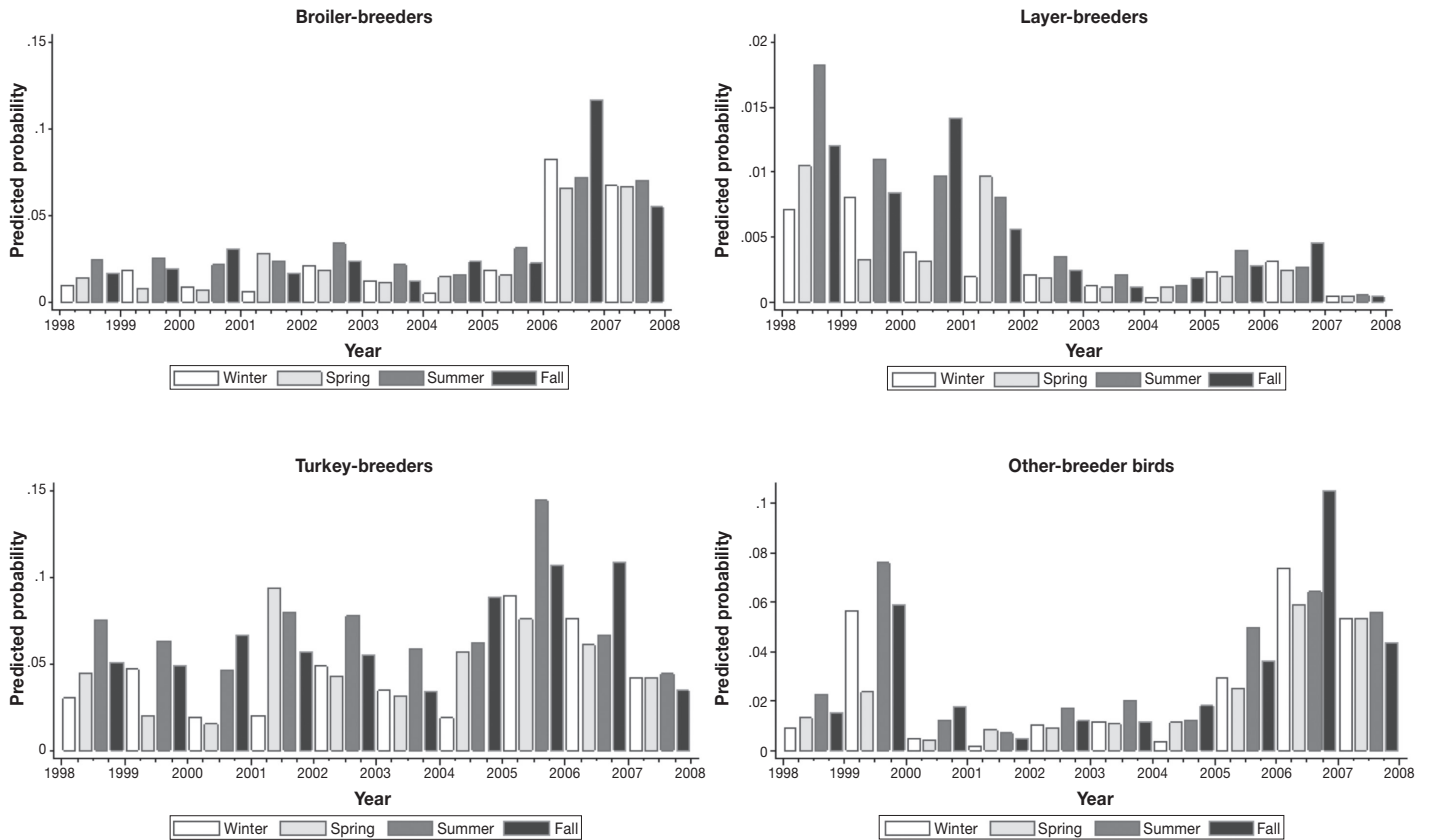 Broiler-breeders
Predicted probability
.15
.1
.05
0
1998 1999 2000 2001 2002 2003 2004 2005 2006 2007 2008
Year
Winter Spring Summer Fall
Layer-breeders
Predicted probability
.02
.015
.01
.005
0
1998 1999 2000 2001 2002 2003 2004 2005 2006 2007 2008
Year
Winter Spring Summer Fall
Turkey-breeders
Predicted probability
.15
.1
.05
0
1998 1999 2000 2001 2002 2003 2004 2005 2006 2007 2008
Year
Winter Spring Summer Fall
Other-breeder birds
Predicted probability
.1
.08
.06
.04
.02
0
1998 1999 2000 2001 2002 2003 2004 2005 2006 2007 2008
Year
Winter Spring Summer Fall